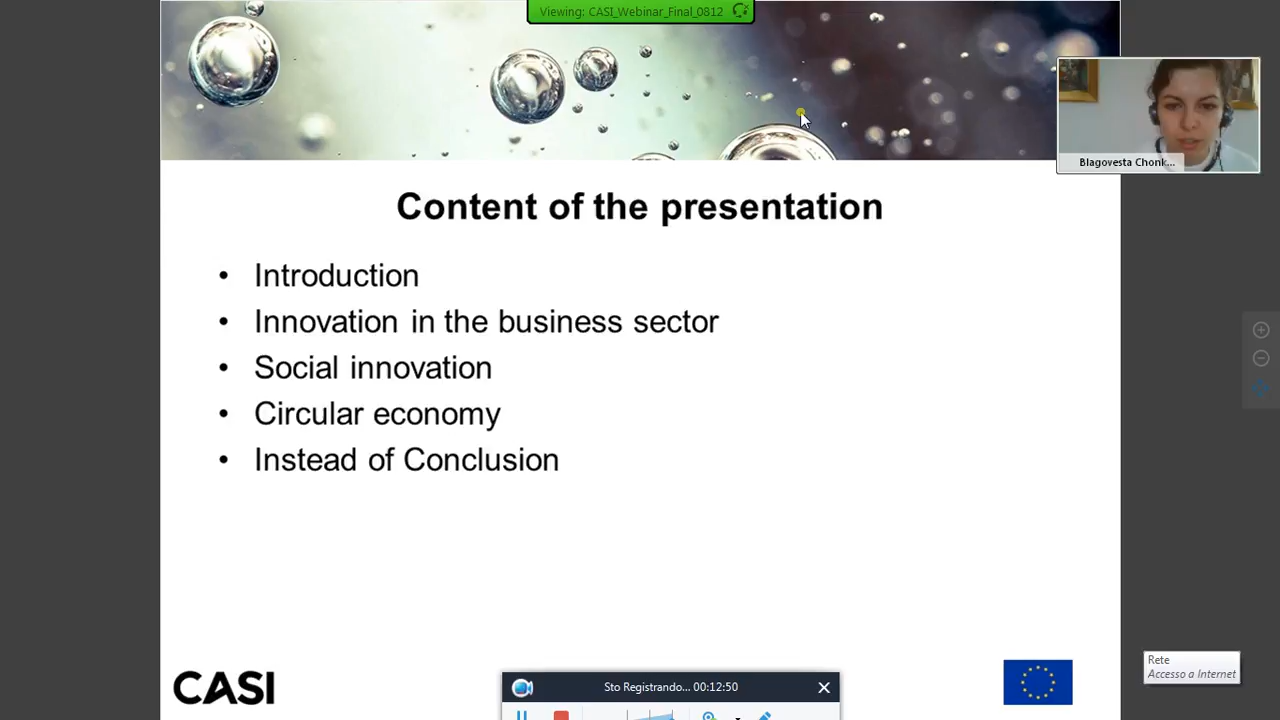 Viewing: CASI_Webinar_Final_0812
Blagovesta Chonk...
Content of the presentation
• Introduction
• Innovation in the business sector
• Social innovation
• Circular economy
• Instead of Conclusion
CASI
Rete
Accesso a Internet
Sto Registrando... 00:12:50